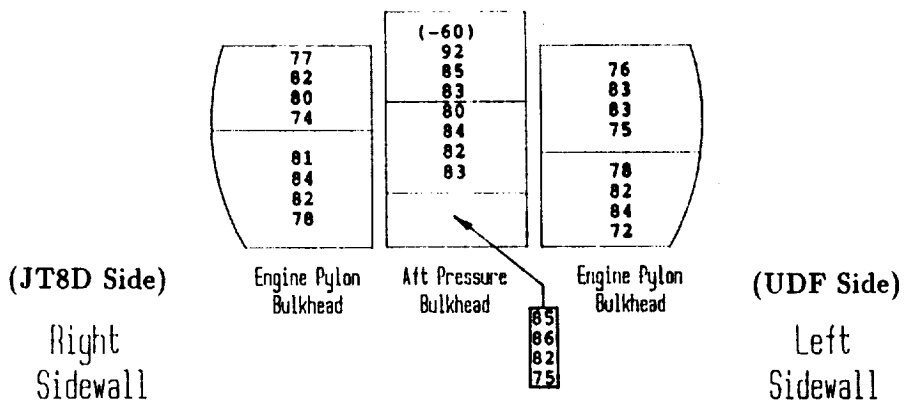 77
82
80
74
81
84
82
78
(-60)
92
85
83
80
84
82
83
76
83
83
75
78
82
84
72
(JT8D Side)
Engine Pylon
Bulkhead
Aft Pressure
Bulkhead
Engine Pylon
Bulkhead
(UDF Side)
85
86
82
75
Right
Sidewall
Left
Sidewall